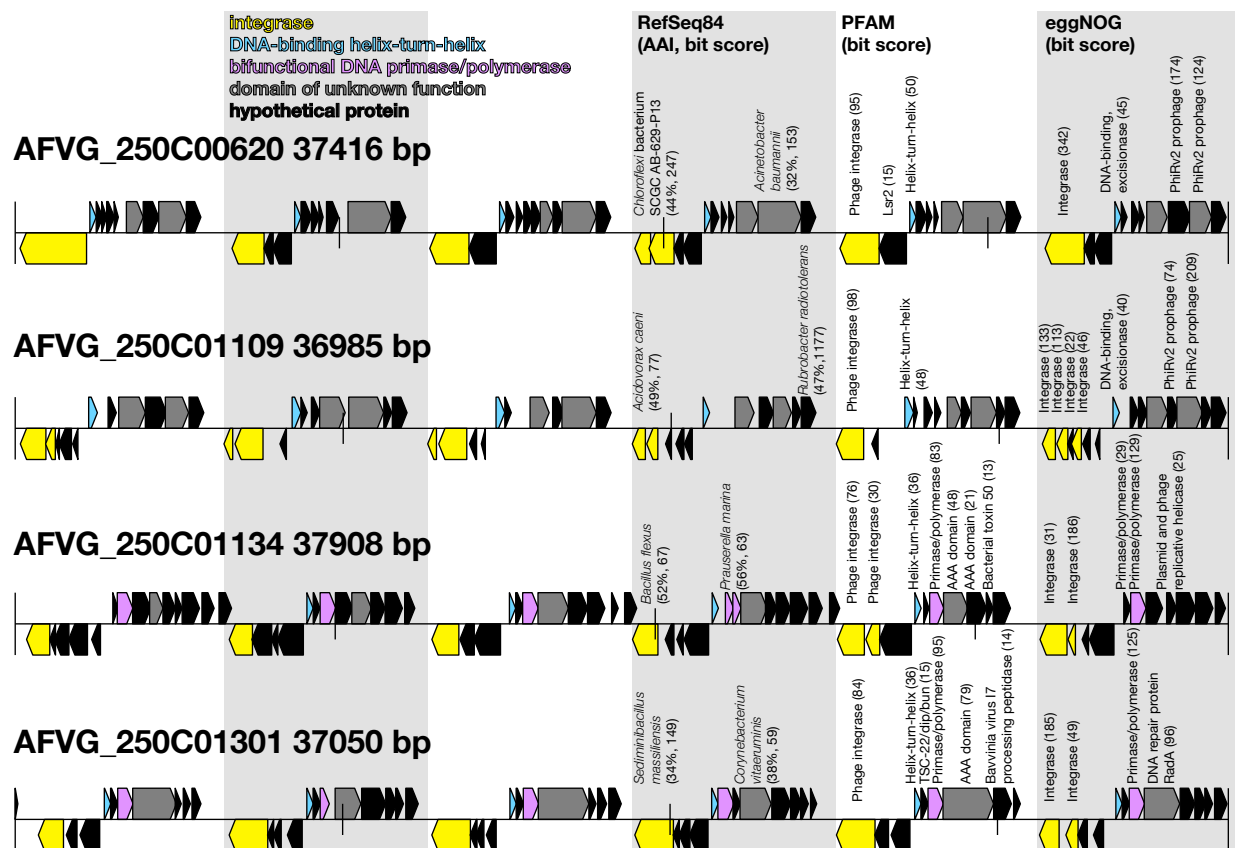 integrase
DNA-binding helix-turn-helix
bifunctional DNA primase/polymerase
domain of unknown function
hypothetical protein
RefSeq84
(AAI, bit score)
PFAM
(bit score)
eggNOG
(bit score)
AFVG_250C00620 37416 bp
Chloroflexi bacterium
SCGC AB-629-P13
(44%, 247)
Acinetobacter
baumannii
(32%, 153)
Phage integrase (95)
Lsr2 (15)
Helix-turn-helix (50)
Integrase (342)
DNA-binding,
excisionase (45)
PhiRv2 prophage (174)
PhiRv2 prophage (124)
AFVG_250C01109 36985 bp
Acidovorax caeni
(49%, 77)
Rubrobacter radiotolerans
(47%,1177)
Phage integrase (98)
Helix-turn-helix
(48)
Integrase (133)
Integrase (113)
Integrase (22)
Integrase (46)
DNA-binding,
excisionase (40)
PhiRv2 prophage (74)
PhiRv2 prophage (209)
AFVG_250C01134 37908 bp
Bacillus flexus
(52%, 67)
Prauserella marina
(56%, 63)
Phage integrase (76)
Phage integrase (30)
Helix-turn-helix (36)
Primase/polymerase (83)
AAA domain (48)
AAA domain (21)
Bacterial toxin 50 (13)
Integrase (31)
Integrase (186)
Primase/polymerase (29)
Primase/polymerase (129)
Plasmid and phage
replicative helicase (25)
AFVG_250C01301 37050 bp
Sediminibacillus
massiliensis
(34%, 149)
Corynebacterium
vitaeruminis
(38%, 59)
Phage integrase (84)
Helix-turn-helix (36)
TSC-22/dip/bun (15)
Primase/polymerase (95)
AAA domain (79)
Bavvinia virus I7
processing peptidase (14)
Integrase (185)
Integrase (49)
Primase/polymerase (125)
DNA repair protein
RadA (96)